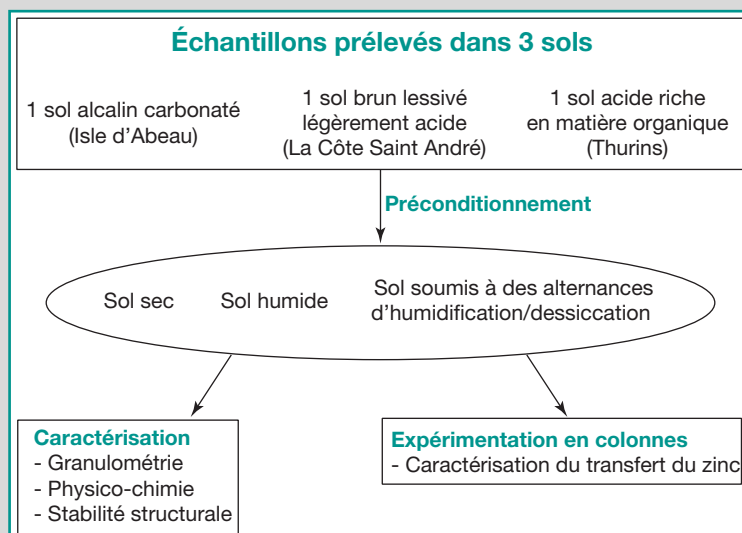 Échantillons prélevés dans 3 sols
1 sol alcalin carbonaté
(Isle d’Abeau)
1 sol brun lessivé
légèrement acide
(La Côte Saint André)
1 sol acide riche
en matière organique
(Thurins)
Préconditionnement
Sol sec
Sol humide
Sol soumis à des alternances
d’humidification/dessiccation
Caractérisation
- Granulométrie
- Physico-chimie
- Stabilité structurale
Expérimentation en colonnes
- Caractérisation du transfert du zinc